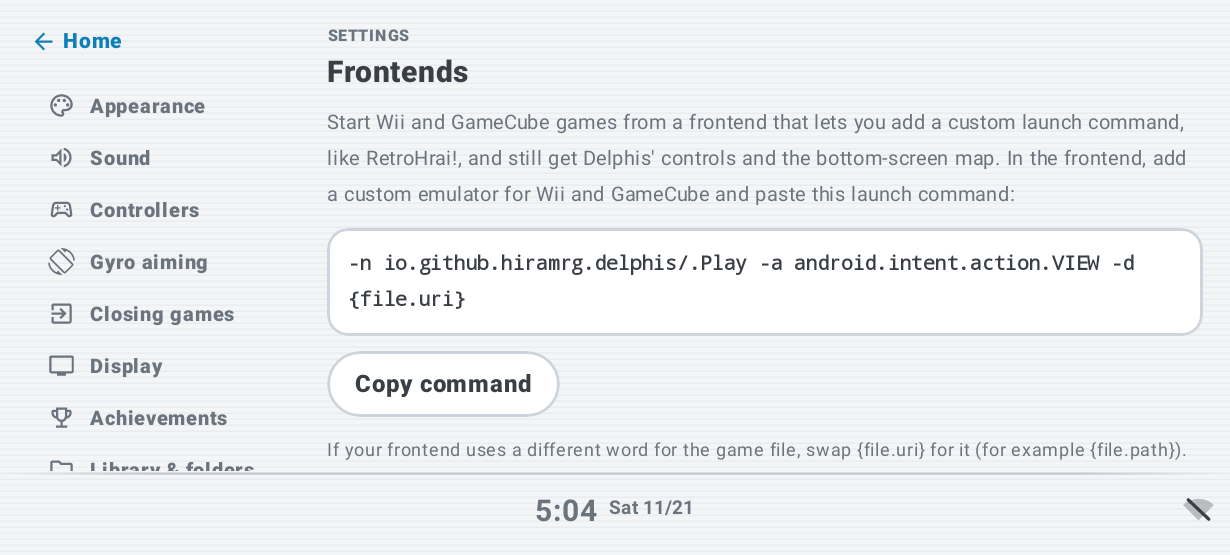 Home
Appearance
Sound
Controllers
Gyro aiming
Closing games
Display
Achievements
Library & folders
SETTINGS
Frontends
Start Wii and GameCube games from a frontend that lets you add a custom launch command,
like RetroHrai!, and still get Delphis' controls and the bottom-screen map. In the frontend, add
a custom emulator for Wii and GameCube and paste this launch command:
-n io.github.hiramrg.delphis/.Play -a android.intent.action.VIEW -d
{file.uri}
Copy command
If your frontend uses a different word for the game file, swap {file.uri} for it (for example {file.path}).
5:04 Sat 11/21